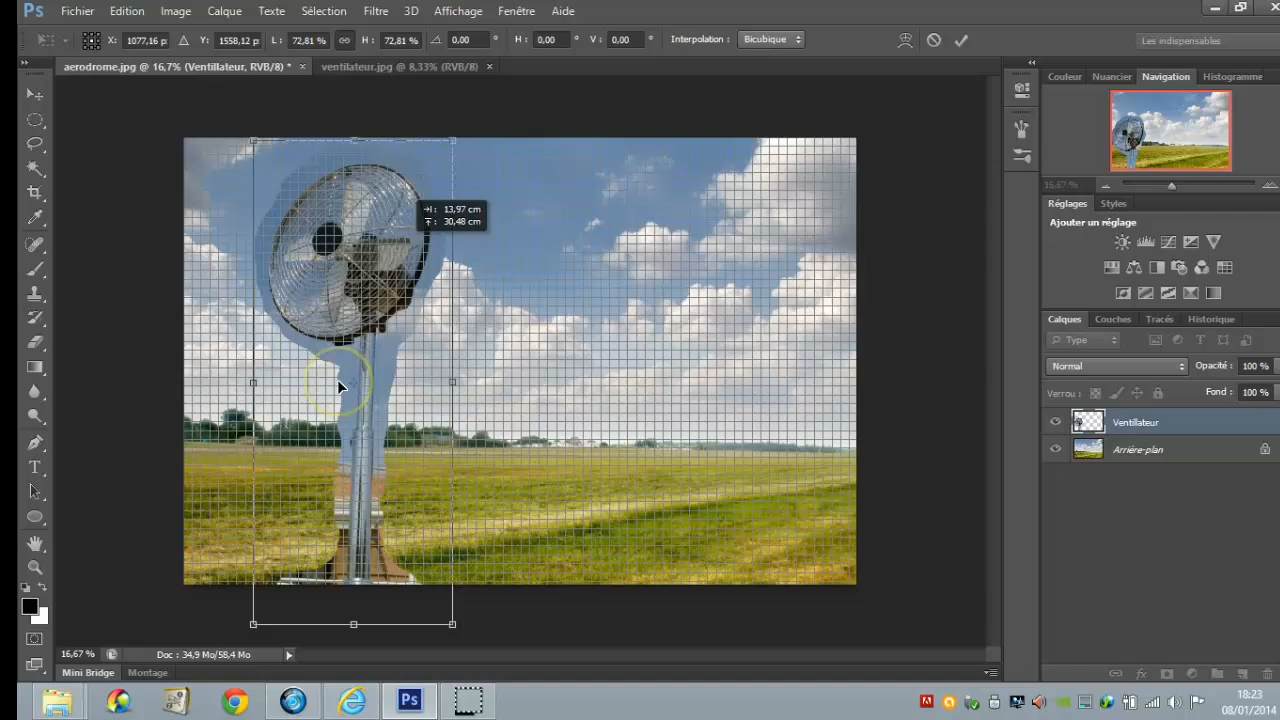 Ps Fichier Edition Image Calque Texte Sélection Filtre 3D Affichage Fenêtre Aide
X: 1077,16 p Y: 1558,12 p L: 72,81 % H: 72,81 % 0,00 ° H: 0,00 ° V: 0,00 ° Interpolation : Bicubique Les indispensables
aerodrome.jpg @ 16,7% (Ventillateur, RVB/8) * × ventilateur.jpg @ 8,33% (RVB/8) ×
Couleur Nuancier Navigation Histogramme
16,67%
Réglages Styles
Ajouter un réglage
13,97 cm
30,48 cm
Calques Couches Tracés Historique
Type
Normal Opacité : 100 %
Verrou : Fond : 100 %
Ventillateur
Arrière-plan
16,67 % Doc : 34,9 Mo/58,4 Mo
Mini Bridge Montage
Ps
18:23
08/01/2014